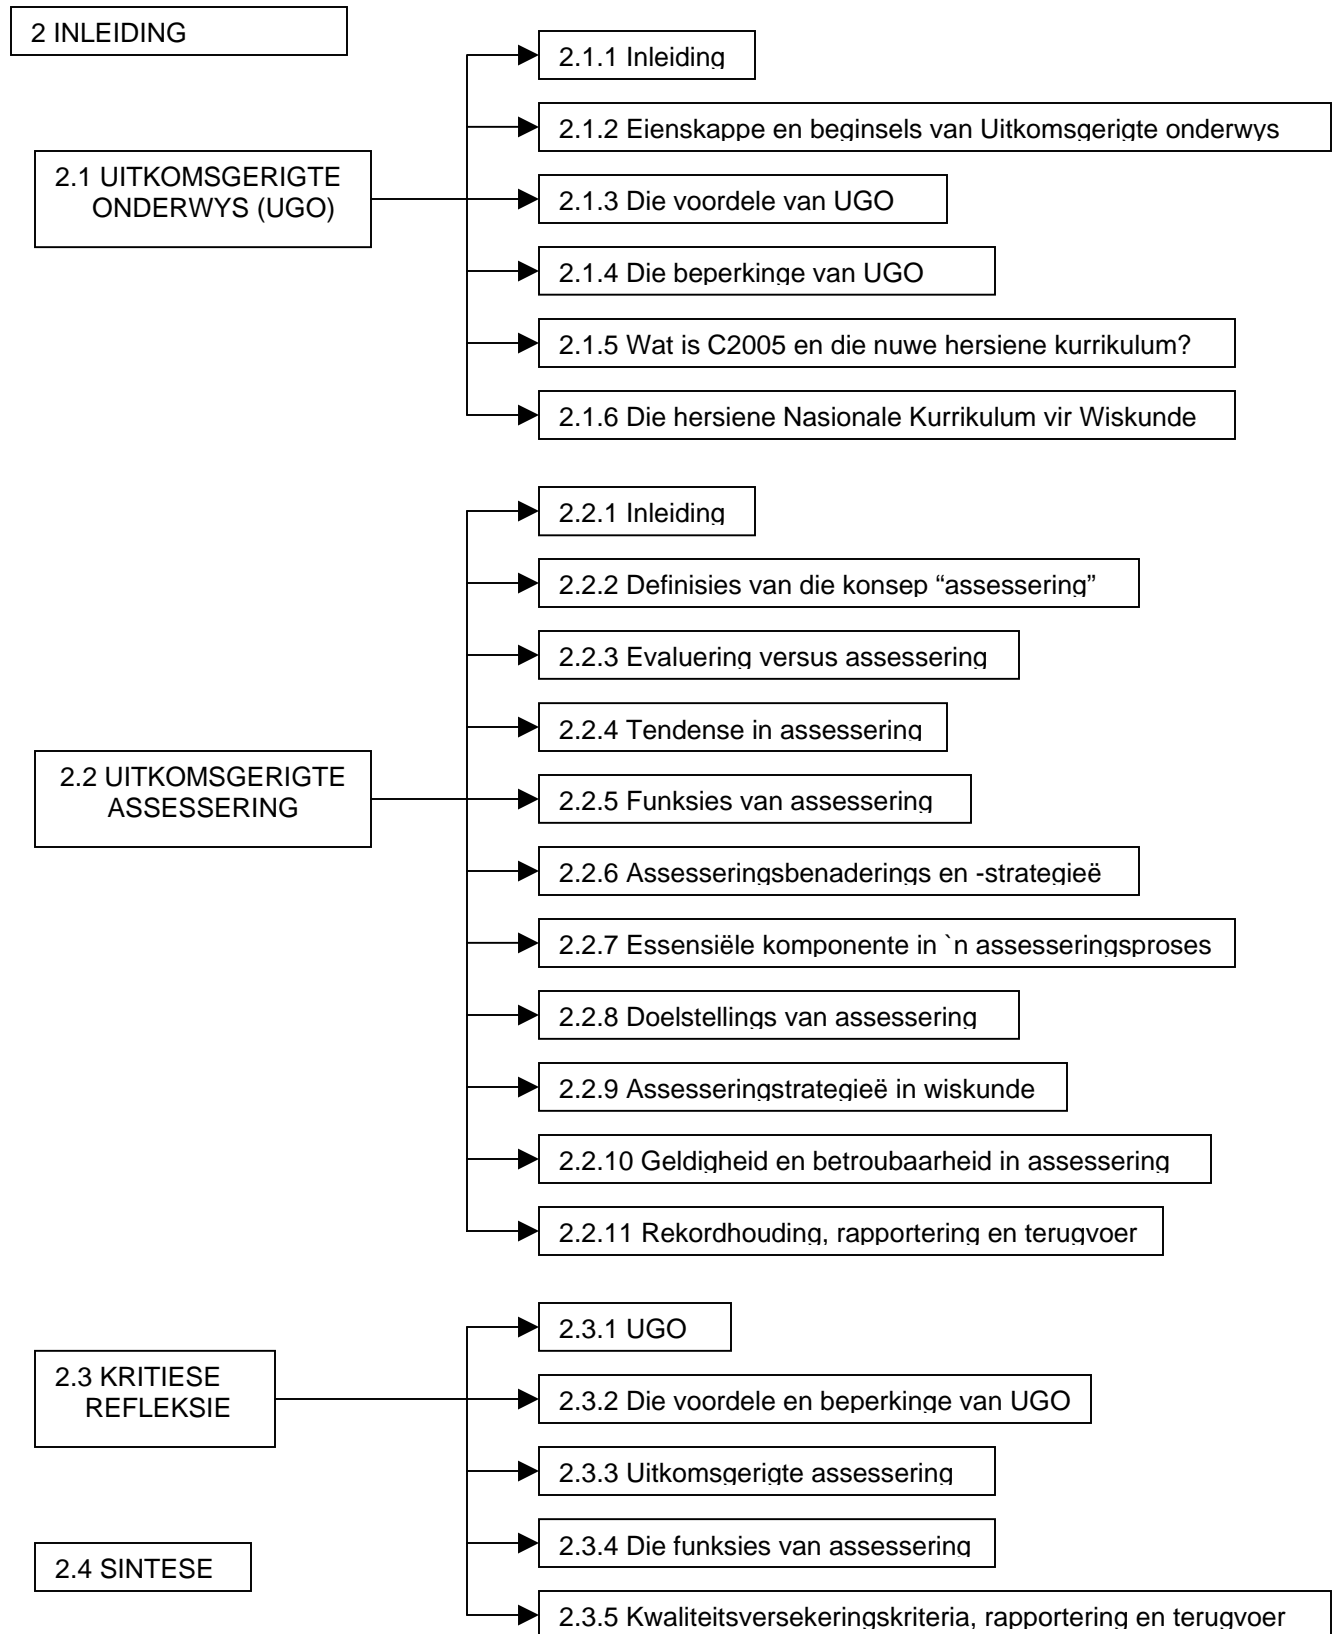 2 INLEIDING
2.1 UITKOMSGERIGTE
ONDERWYS (UGO)
2.1.1 Inleiding
2.1.2 Eienskappe en beginsels van Uitkomsgerigte onderwys
2.1.3 Die voordele van UGO
2.1.4 Die beperkinge van UGO
2.1.5 Wat is C2005 en die nuwe hersiene kurrikulum?
2.1.6 Die hersiene Nasionale Kurrikulum vir Wiskunde
2.2 UITKOMSGERIGTE
ASSESSERING
2.2.1 Inleiding
2.2.2 Definisies van die konsep “assessering”
2.2.3 Evaluering versus assessering
2.2.4 Tendense in assessering
2.2.5 Funksies van assessering
2.2.6 Assesseringsbenaderings en -strategieë
2.2.7 Essensiële komponente in `n assesseringsproses
2.2.8 Doelstellings van assessering
2.2.9 Assesseringstrategieë in wiskunde
2.2.10 Geldigheid en betroubaarheid in assessering
2.2.11 Rekordhouding, rapportering en terugvoer
2.3 KRITIESE
REFLEKSIE
2.3.1 UGO
2.3.2 Die voordele en beperkinge van UGO
2.3.3 Uitkomsgerigte assessering
2.3.4 Die funksies van assessering
2.3.5 Kwaliteitsversekeringskriteria, rapportering en terugvoer
2.4 SINTESE